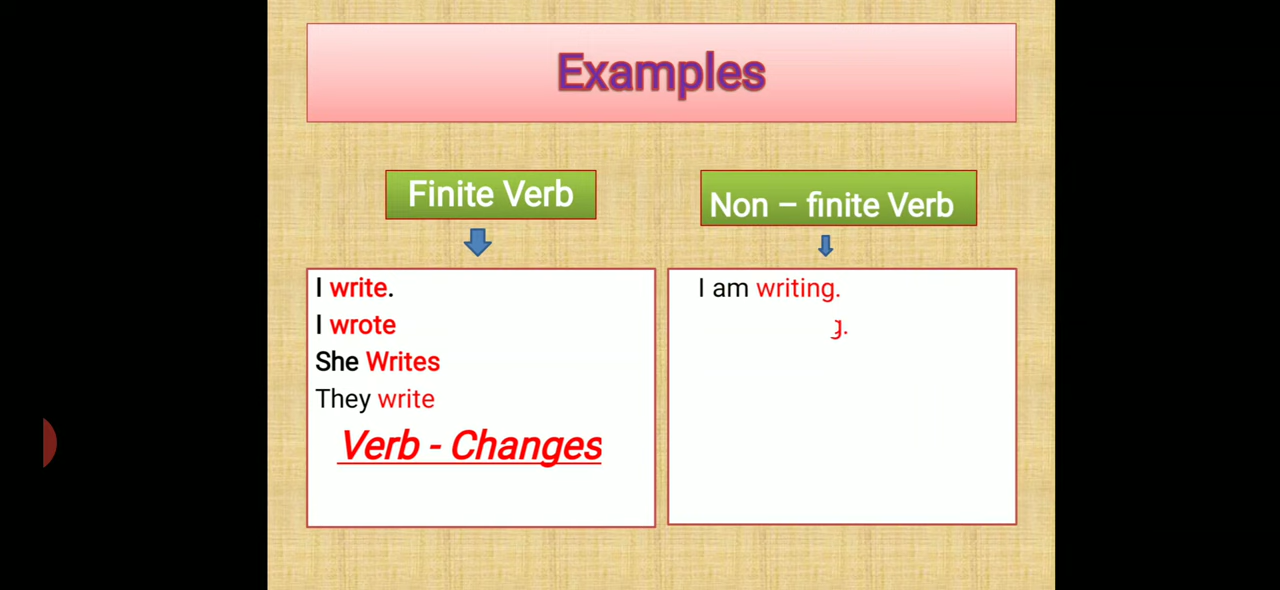 Examples
Finite Verb
Non – finite Verb
I write.
I wrote
She Writes
They write
Verb - Changes
I am writing.
g.